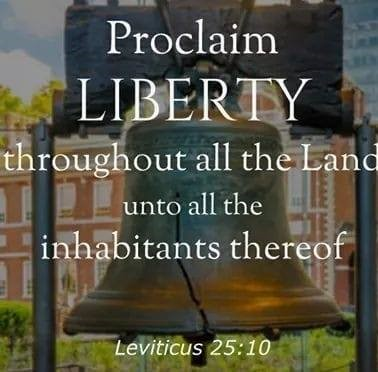 Proclaim
LIBERTY
throughout all the Land
unto all the
inhabitants thereof
Leviticus 25:10